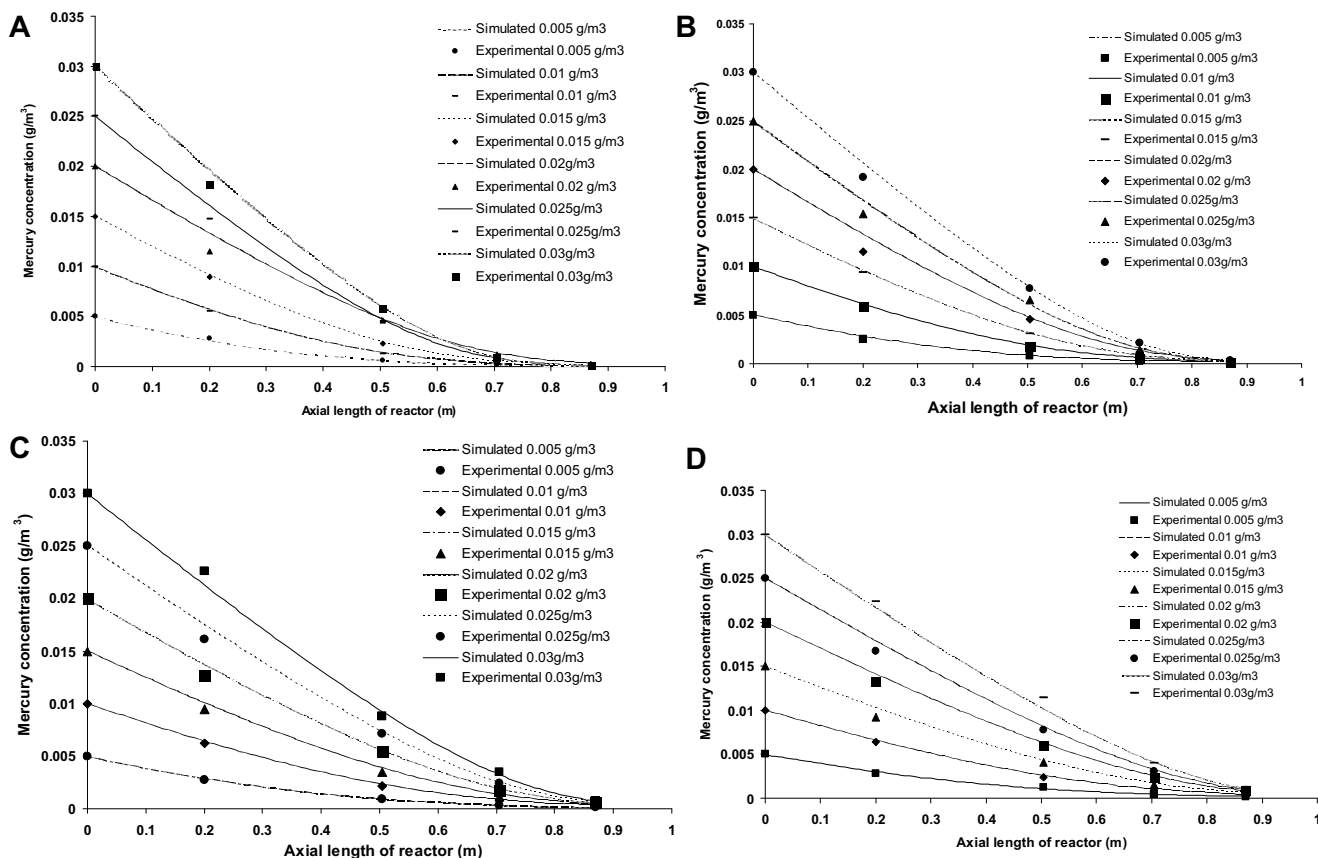 A
Mercury concentration (g/m³)
0.035
0.03
0.025
0.02
0.015
0.01
0.005
0
0 0.1 0.2 0.3 0.4 0.5 0.6 0.7 0.8 0.9 1
Axial length of reactor (m)
Simulated 0.005 g/m3
Experimental 0.005 g/m3
Simulated 0.01 g/m3
Experimental 0.01 g/m3
Simulated 0.015 g/m3
Experimental 0.015 g/m3
Simulated 0.02g/m3
Experimental 0.02 g/m3
Simulated 0.025g/m3
Experimental 0.025g/m3
Simulated 0.03g/m3
Experimental 0.03g/m3
B
Mercury concentration (g/m³)
0.035
0.03
0.025
0.02
0.015
0.01
0.005
0
0 0.1 0.2 0.3 0.4 0.5 0.6 0.7 0.8 0.9 1
Axial length of reactor (m)
Simulated 0.005 g/m3
Experimental 0.005 g/m3
Simulated 0.01 g/m3
Experimental 0.01 g/m3
Simulated 0.015 g/m3
Experimental 0.015 g/m3
Simulated 0.02g/m3
Experimental 0.02 g/m3
Simulated 0.025g/m3
Experimental 0.025g/m3
Simulated 0.03g/m3
Experimental 0.03g/m3
C
Mercury concentration (g/m³)
0.035
0.03
0.025
0.02
0.015
0.01
0.005
0
0 0.1 0.2 0.3 0.4 0.5 0.6 0.7 0.8 0.9 1
Axial length of reactor (m)
Simulated 0.005 g/m3
Experimental 0.005 g/m3
Simulated 0.01 g/m3
Experimental 0.01 g/m3
Simulated 0.015 g/m3
Experimental 0.015 g/m3
Simulated 0.02 g/m3
Experimental 0.02 g/m3
Simulated 0.025g/m3
Experimental 0.025g/m3
Simulated 0.03g/m3
Experimental 0.03g/m3
D
Mercury concentration (g/m³)
0.035
0.03
0.025
0.02
0.015
0.01
0.005
0
0 0.1 0.2 0.3 0.4 0.5 0.6 0.7 0.8 0.9 1
Axial length of reactor (m)
Simulated 0.005 g/m3
Experimental 0.005 g/m3
Simulated 0.01 g/m3
Experimental 0.01 g/m3
Simulated 0.015g/m3
Experimental 0.015 g/m3
Simulated 0.02 g/m3
Experimental 0.02 g/m3
Simulated 0.025g/m3
Experimental 0.025g/m3
Simulated 0.03g/m3
Experimental 0.03g/m3